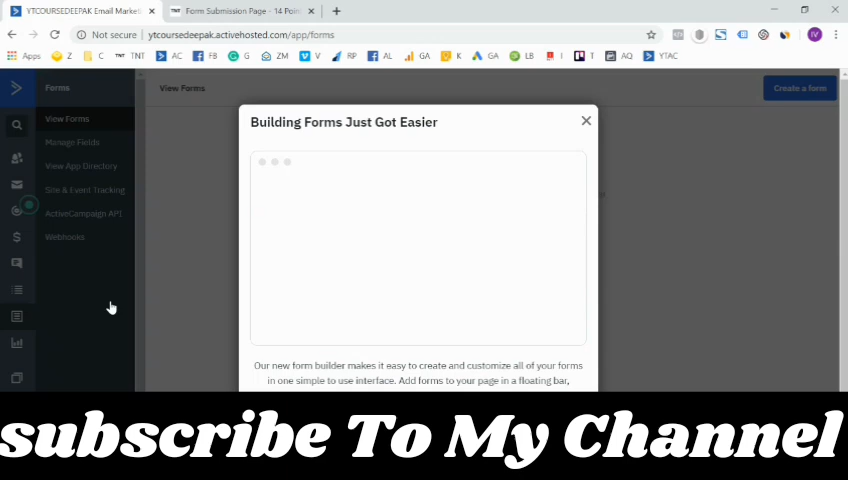 YTCOURSEDEEPAK Email Market
TNT Form Submission Page - 14 Poin
Not secure ytcoursedeepak.activehosted.com/app/forms
Apps Z C TNT TNT AC FB G ZM V RP AL GA K GA LB I T AQ YTAC
Forms
View Forms
Create a form
View Forms
Manage Fields
View App Directory
Site & Event Tracking
ActiveCampaign API
Webhooks
Building Forms Just Got Easier
Our new form builder makes it easy to create and customize all of your forms
in one simple to use interface. Add forms to your page in a floating bar,
subscribe To My Channel